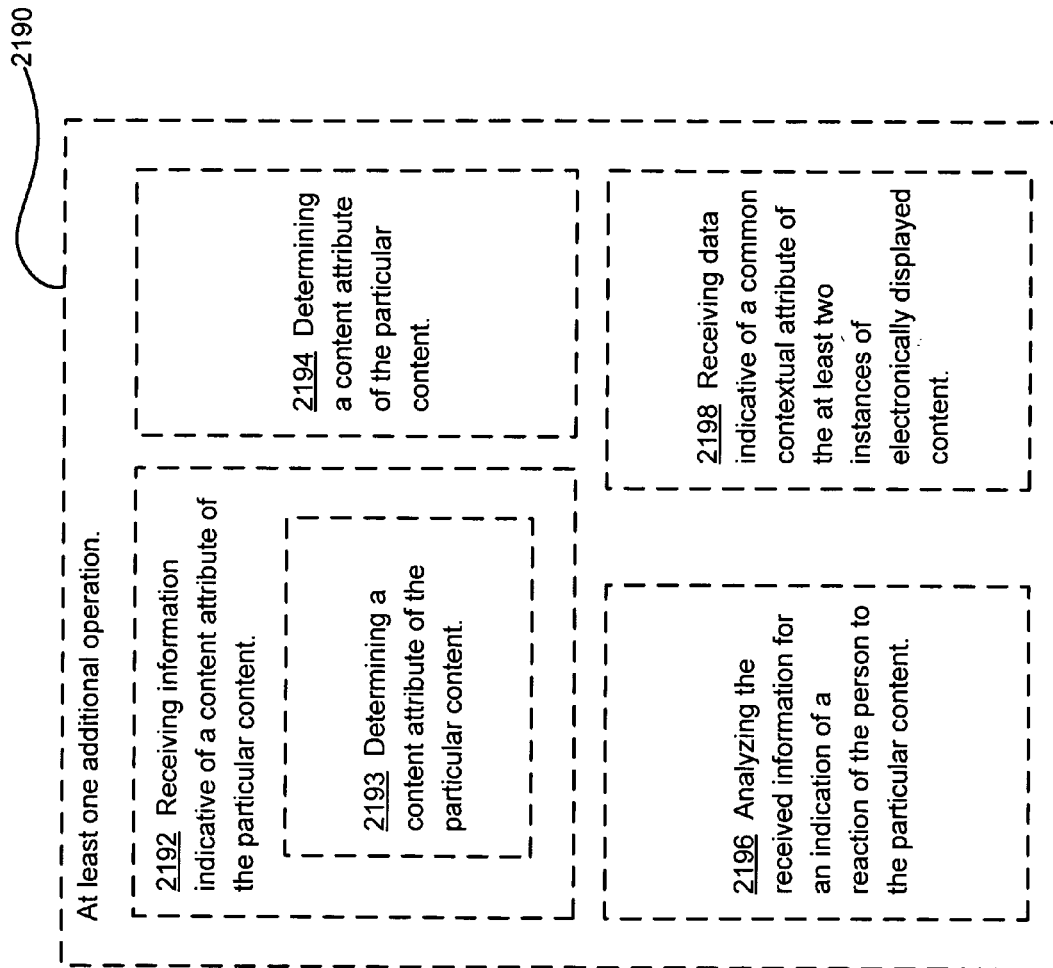 2190
At least one additional operation.
2192 Receiving information
indicative of a content attribute of
the particular content.
2193 Determining a
content attribute of the
particular content.
2194 Determining
a content attribute
of the particular
content.
2196 Analyzing the
received information for
an indication of a
reaction of the person to
the particular content.
2198 Receiving data
indicative of a common
contextual attribute of
the at least two
instances of
electronically displayed
content.